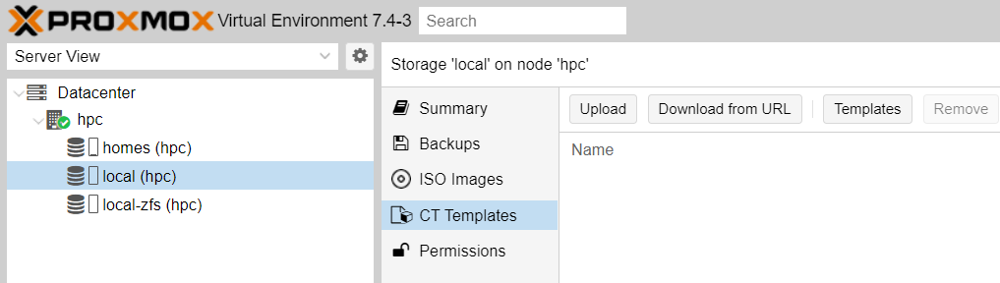 PROXMOX Virtual Environment 7.4-3 Search
Server View
Storage 'local' on node 'hpc'
Datacenter
hpc
homes (hpc)
local (hpc)
local-zfs (hpc)
Summary
Backups
ISO Images
CT Templates
Permissions
Upload Download from URL Templates Remove
Name